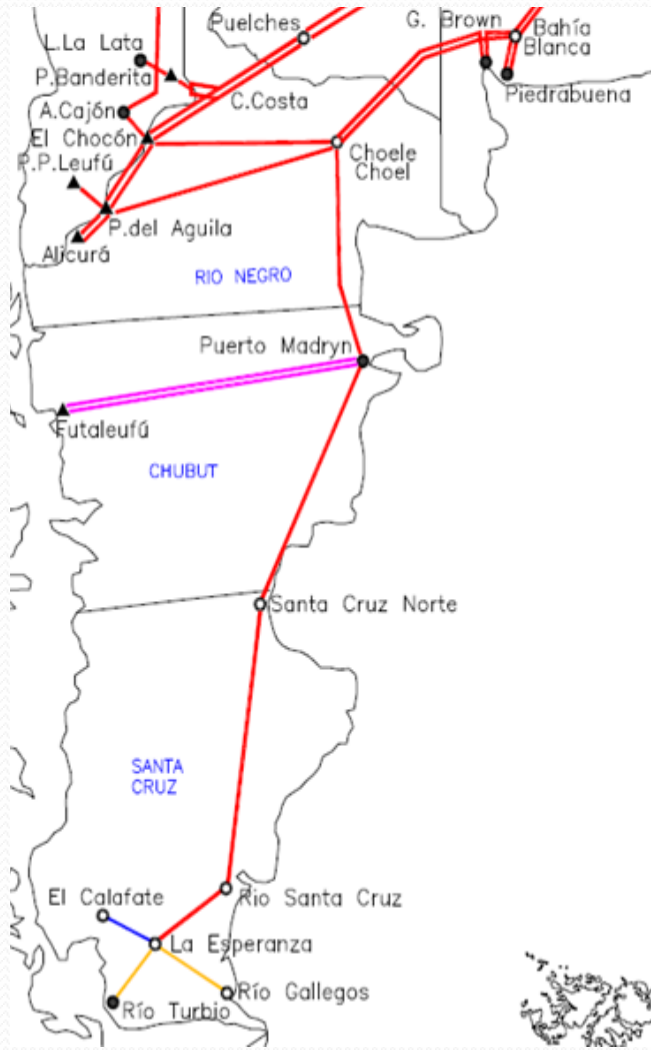 G. Brown
Puelches
Bahía
Blanca
L.La Lata
P.Banderita
C.Costa
Piedrabuena
A.Cajón
El Chocón
Choele
Choel
P.P.Leufú
P.del Aguila
Alicurá
RIO NEGRO
Puerto Madryn
Futaleufú
CHUBUT
Santa Cruz Norte
SANTA
CRUZ
El Calafate
Rio Santa Cruz
La Esperanza
Río Gallegos
Río Turbio